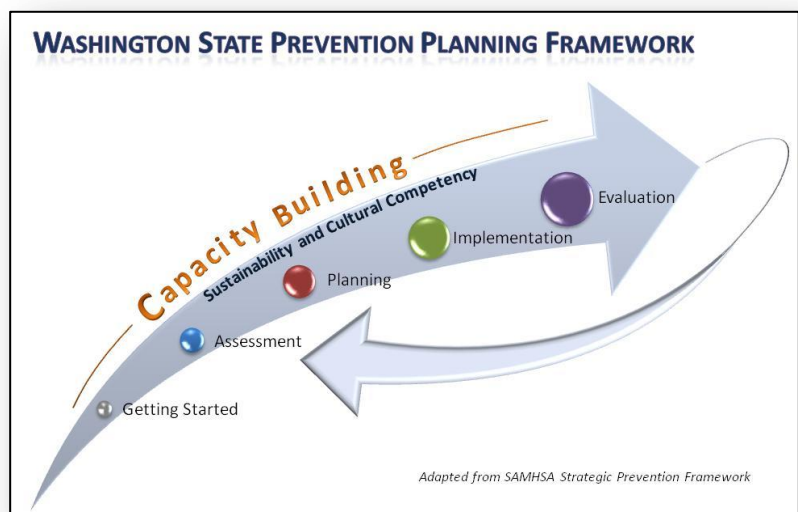 WASHINGTON STATE PREVENTION PLANNING FRAMEWORK
Capacity Building
Sustainability and Cultural Competency
Evaluation
Implementation
Planning
Assessment
Getting Started
Adapted from SAMHSA Strategic Prevention Framework